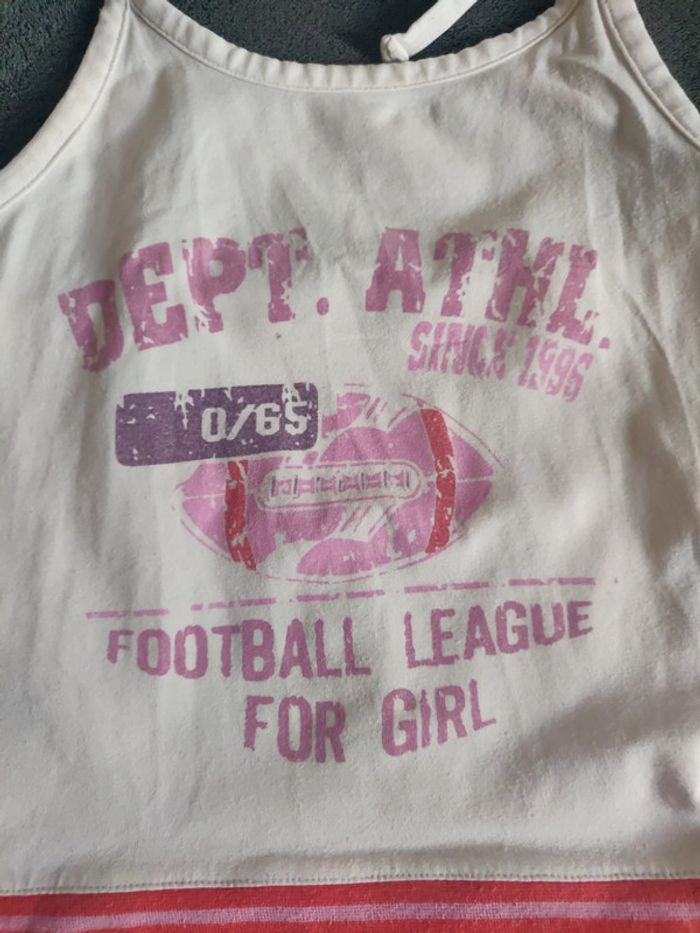 DEPT. ATHL.
SINCE 1996
0/65
FOOTBALL LEAGUE
FOR GIRL